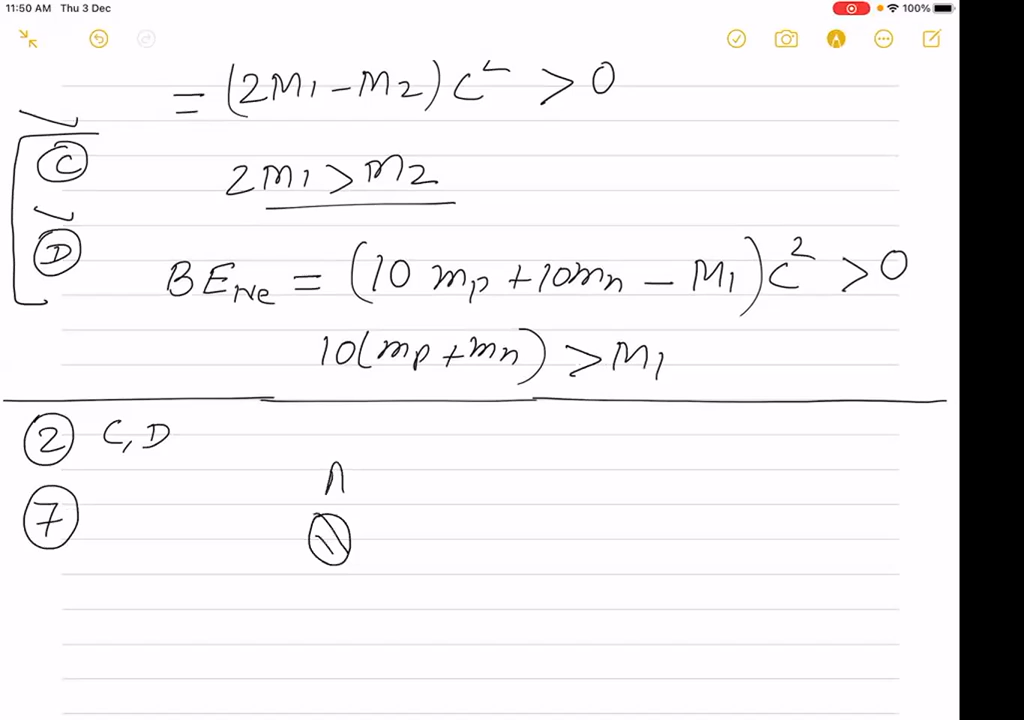 11:50 AM Thu 3 Dec 100%
= (2M1 - M2) c² > 0
C
2M1 > M2
D
BE_Ne = (10 mp + 10mn - M1) c² > 0
10(mp + mn) > M1
2 C, D
7